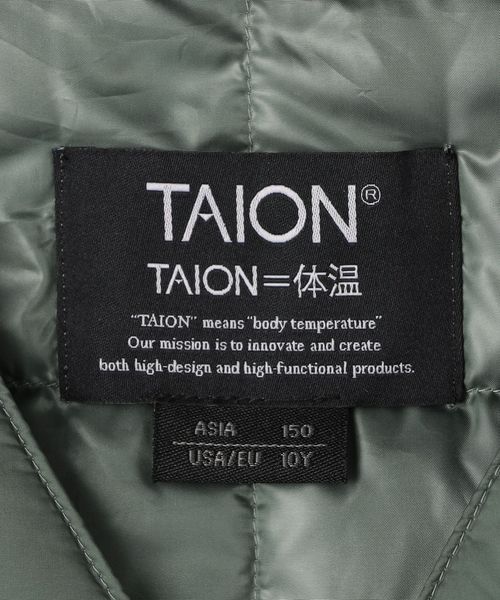 TAION®
TAION=体温
"TAION" means "body temperature"
Our mission is to innovate and create
both high-design and high-functional products.
ASIA 150
USA/EU 10Y